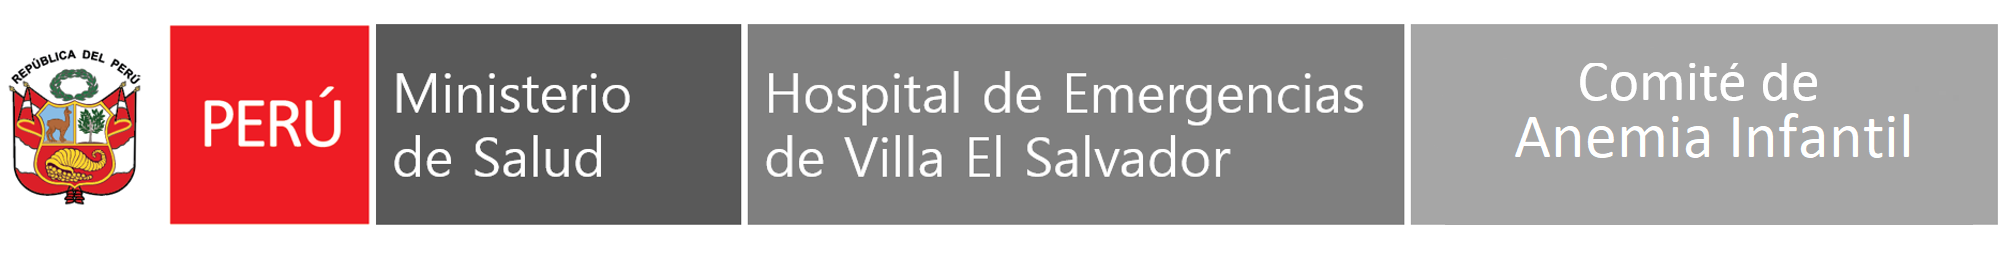 REPÚBLICA DEL PERÚ
PERÚ
Ministerio
de Salud
Hospital de Emergencias
de Villa El Salvador
Comité de
Anemia Infantil